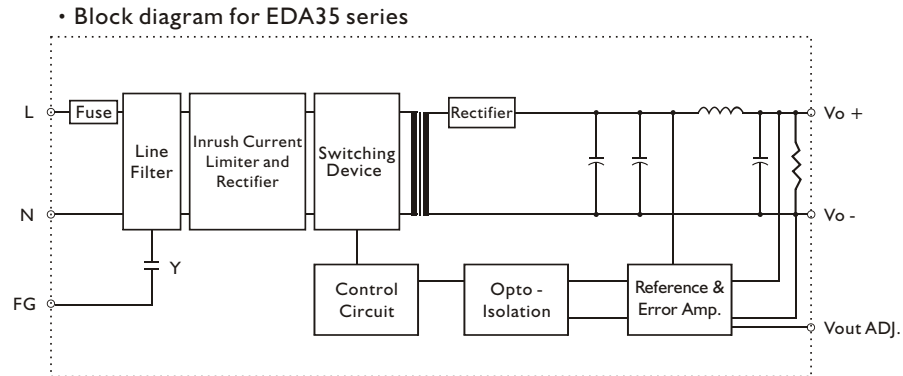 • Block diagram for EDA35 series
L
Fuse
Line
Filter
Inrush Current
Limiter and
Rectifier
Switching
Device
Rectifier
Vo +
N
Vo -
Y
FG
Control
Circuit
Opto -
Isolation
Reference &
Error Amp.
Vout ADJ.